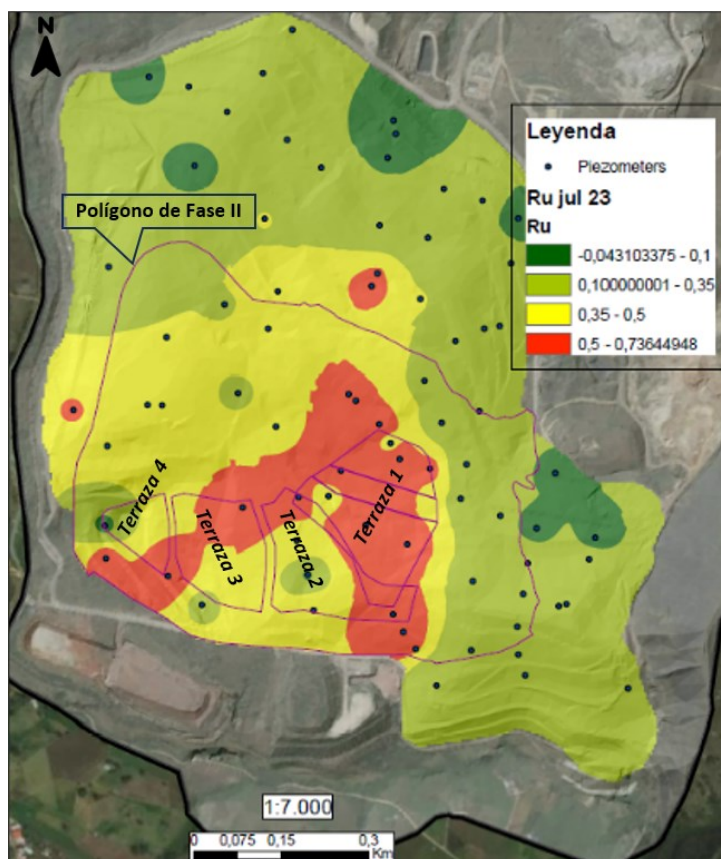 N
Polígono de Fase II
Leyenda
Piezometers
Ru jul 23
Ru
-0,043103375 - 0,1
0,100000001 - 0,35
0,35 - 0,5
0,5 - 0,73644948
Terraza 4
Terraza 3
Terraza 2
Terraza 1
1:7.000
0 0,075 0,15 0,3
Km